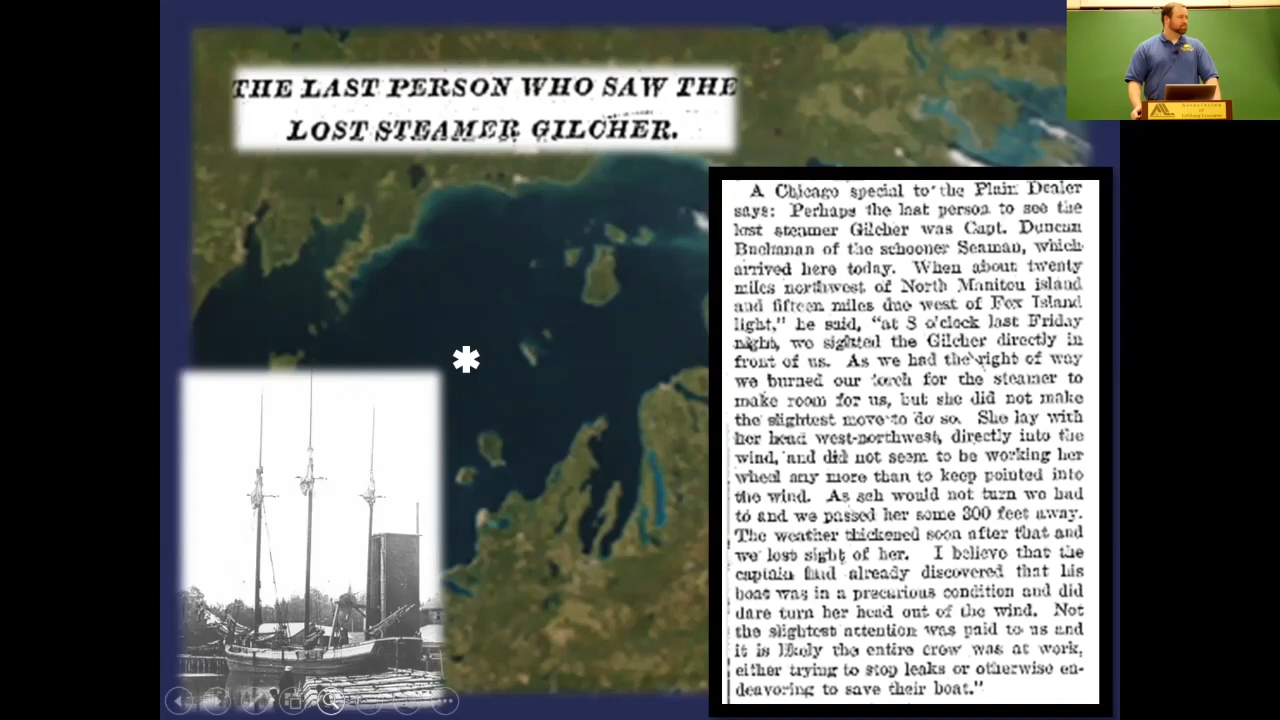 THE LAST PERSON WHO SAW THE
LOST STEAMER GILCHER.
A Chicago special to the Plain Dealer
says: Perhaps the last person to see the
lost steamer Gilcher was Capt. Duncan
Buchanan of the schooner Seaman, which
arrived here today. When about twenty
miles northwest of North Manitou island
and fifteen miles due west of Fox Island
light," he said, "at 8 o'clock last Friday
night, we sighted the Gilcher directly in
front of us. As we had the right of way
we burned our torch for the steamer to
make room for us, but she did not make
the slightest move to do so. She lay with
her head west-northwest, directly into the
wind, and did not seem to be working her
wheel any more than to keep pointed into
the wind. As seh would not turn we had
to and we passed her some 300 feet away.
The weather thickened soon after that and
we lost sight of her. I believe that the
captain had already discovered that his
boat was in a precurious condition and did
dare turn her head out of the wind. Not
the slightest attention was paid to us and
it is likely the entire crew was at work,
either trying to stop leaks or otherwise en-
deavoring to save their boat."
Association
of
Lifelong Learners